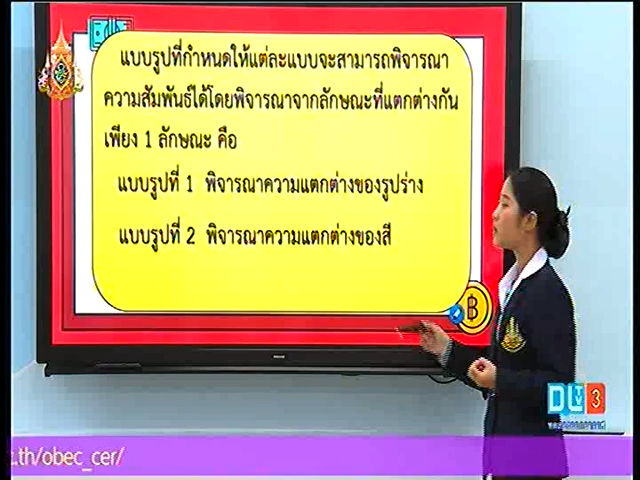 แบบรูปที่กำหนดให้แต่ละแบบจะสามารถพิจารณา
ความสัมพันธ์ได้โดยพิจารณาจากลักษณะที่แตกต่างกัน
เพียง 1 ลักษณะ คือ
แบบรูปที่ 1 พิจารณาความแตกต่างของรูปร่าง
แบบรูปที่ 2 พิจารณาความแตกต่างของสี
฿
DLTV 3
.th/obec_cer/